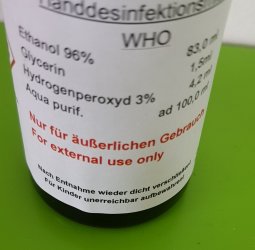 Handdesinfektions
WHO
Ethanol 96% 83,0 ml
Glycerin 1,5ml
Hydrogenperoxyd 3% 4,2 ml
Aqua purif. ad 100,0 ml
Nur für äußerlichen Gebrauch
For external use only
Nach Entnahme wieder dicht verschließen
Für Kinder unerreichbar aufbewahren